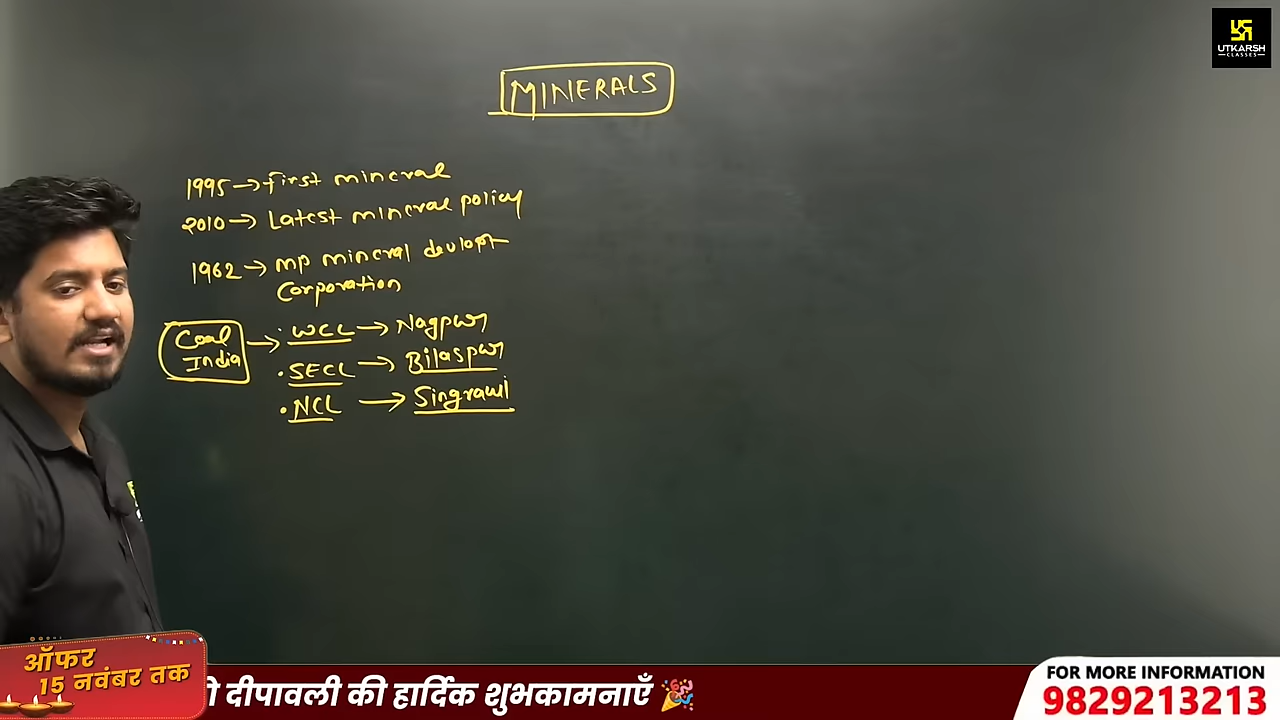 UTKARSH
CLASSES
MINERALS
1995 → first mineral
2010 → Latest mineral policy
1962 → mp mineral devlopt
Corporation
Coal
India → • WCL → Nagpur
• SECL → Bilaspur
• NCL → Singrawli
ऑफर
15 नवंबर तक
दीपावली की हार्दिक शुभकामनाएँ 🎉
FOR MORE INFORMATION
9829213213